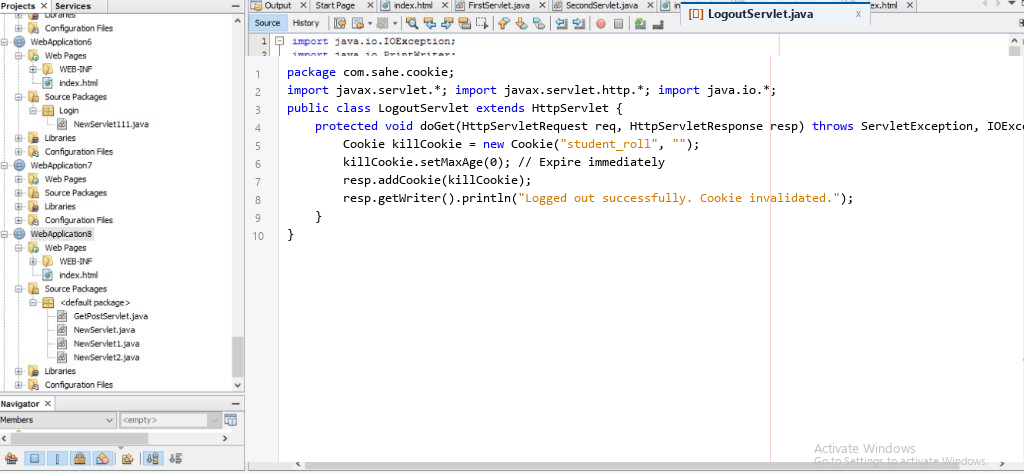 Projects
Services
Libraries
Configuration Files
WebApplication6
Web Pages
WEB-INF
index.html
Source Packages
Login
NewServlet111.java
Libraries
Configuration Files
WebApplication7
Web Pages
Source Packages
Libraries
Configuration Files
WebApplication8
Web Pages
WEB-INF
index.html
Source Packages
<default package>
GetPostServlet.java
NewServlet.java
NewServlet1.java
NewServlet2.java
Libraries
Configuration Files
Navigator
Members
<empty>
Output
Start Page
index.html
FirstServlet.java
SecondServlet.java
LogoutServlet.java
x
Source
History
1 import java.io.IOException;
2 import java.io.PrintWriter;
1 package com.sahe.cookie;
2 import javax.servlet.*; import javax.servlet.http.*; import java.io.*;
3 public class LogoutServlet extends HttpServlet {
4 protected void doGet(HttpServletRequest req, HttpServletResponse resp) throws ServletException, IOExc
5 Cookie killCookie = new Cookie("student_roll", "");
6 killCookie.setMaxAge(0); // Expire immediately
7 resp.addCookie(killCookie);
8 resp.getWriter().println("Logged out successfully. Cookie invalidated.");
9 }
10 }
Activate Windows
Go to Settings to activate Windows.